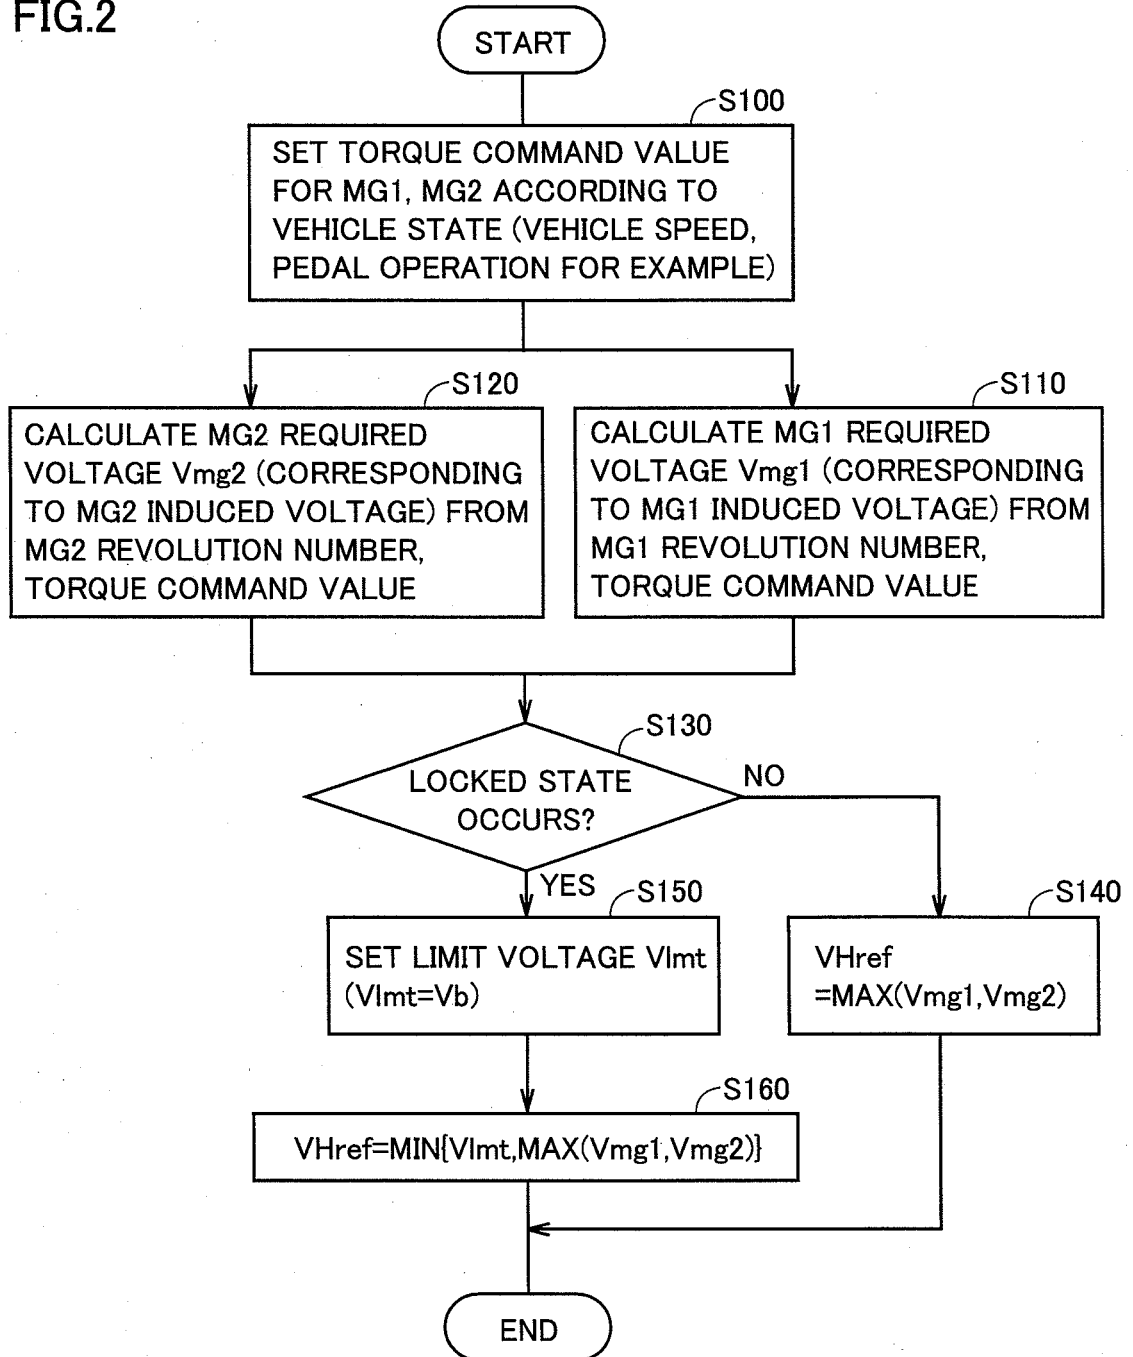 FIG.2
START
S100
SET TORQUE COMMAND VALUE
FOR MG1, MG2 ACCORDING TO
VEHICLE STATE (VEHICLE SPEED,
PEDAL OPERATION FOR EXAMPLE)
S120
CALCULATE MG2 REQUIRED
VOLTAGE Vmg2 (CORRESPONDING
TO MG2 INDUCED VOLTAGE) FROM
MG2 REVOLUTION NUMBER,
TORQUE COMMAND VALUE
S110
CALCULATE MG1 REQUIRED
VOLTAGE Vmg1 (CORRESPONDING
TO MG1 INDUCED VOLTAGE) FROM
MG1 REVOLUTION NUMBER,
TORQUE COMMAND VALUE
S130
LOCKED STATE
OCCURS?
NO
YES
S150
SET LIMIT VOLTAGE Vlmt
(Vlmt=Vb)
S140
VHref
=MAX(Vmg1,Vmg2)
S160
VHref=MIN{Vlmt,MAX(Vmg1,Vmg2)}
END